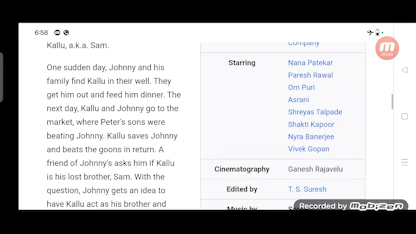 6:58
Kallu, a.k.a. Sam.
One sudden day, Johnny and his
family find Kallu in their well. They
get him out and feed him dinner. The
next day, Kallu and Johnny go to the
market, where Peter's sons were
beating Johnny. Kallu saves Johnny
and beats the goons in return. A
friend of Johnny's asks him if Kallu
is his lost brother, Sam. With the
question, Johnny gets an idea to
have Kallu act as his brother and
Company
Starring
Nana Patekar
Paresh Rawal
Om Puri
Asrani
Shreyas Talpade
Shakti Kapoor
Nyra Banerjee
Vivek Gopan
Cinematography Ganesh Rajavelu
Edited by T. S. Suresh
Music by
Recorded by Mobizen